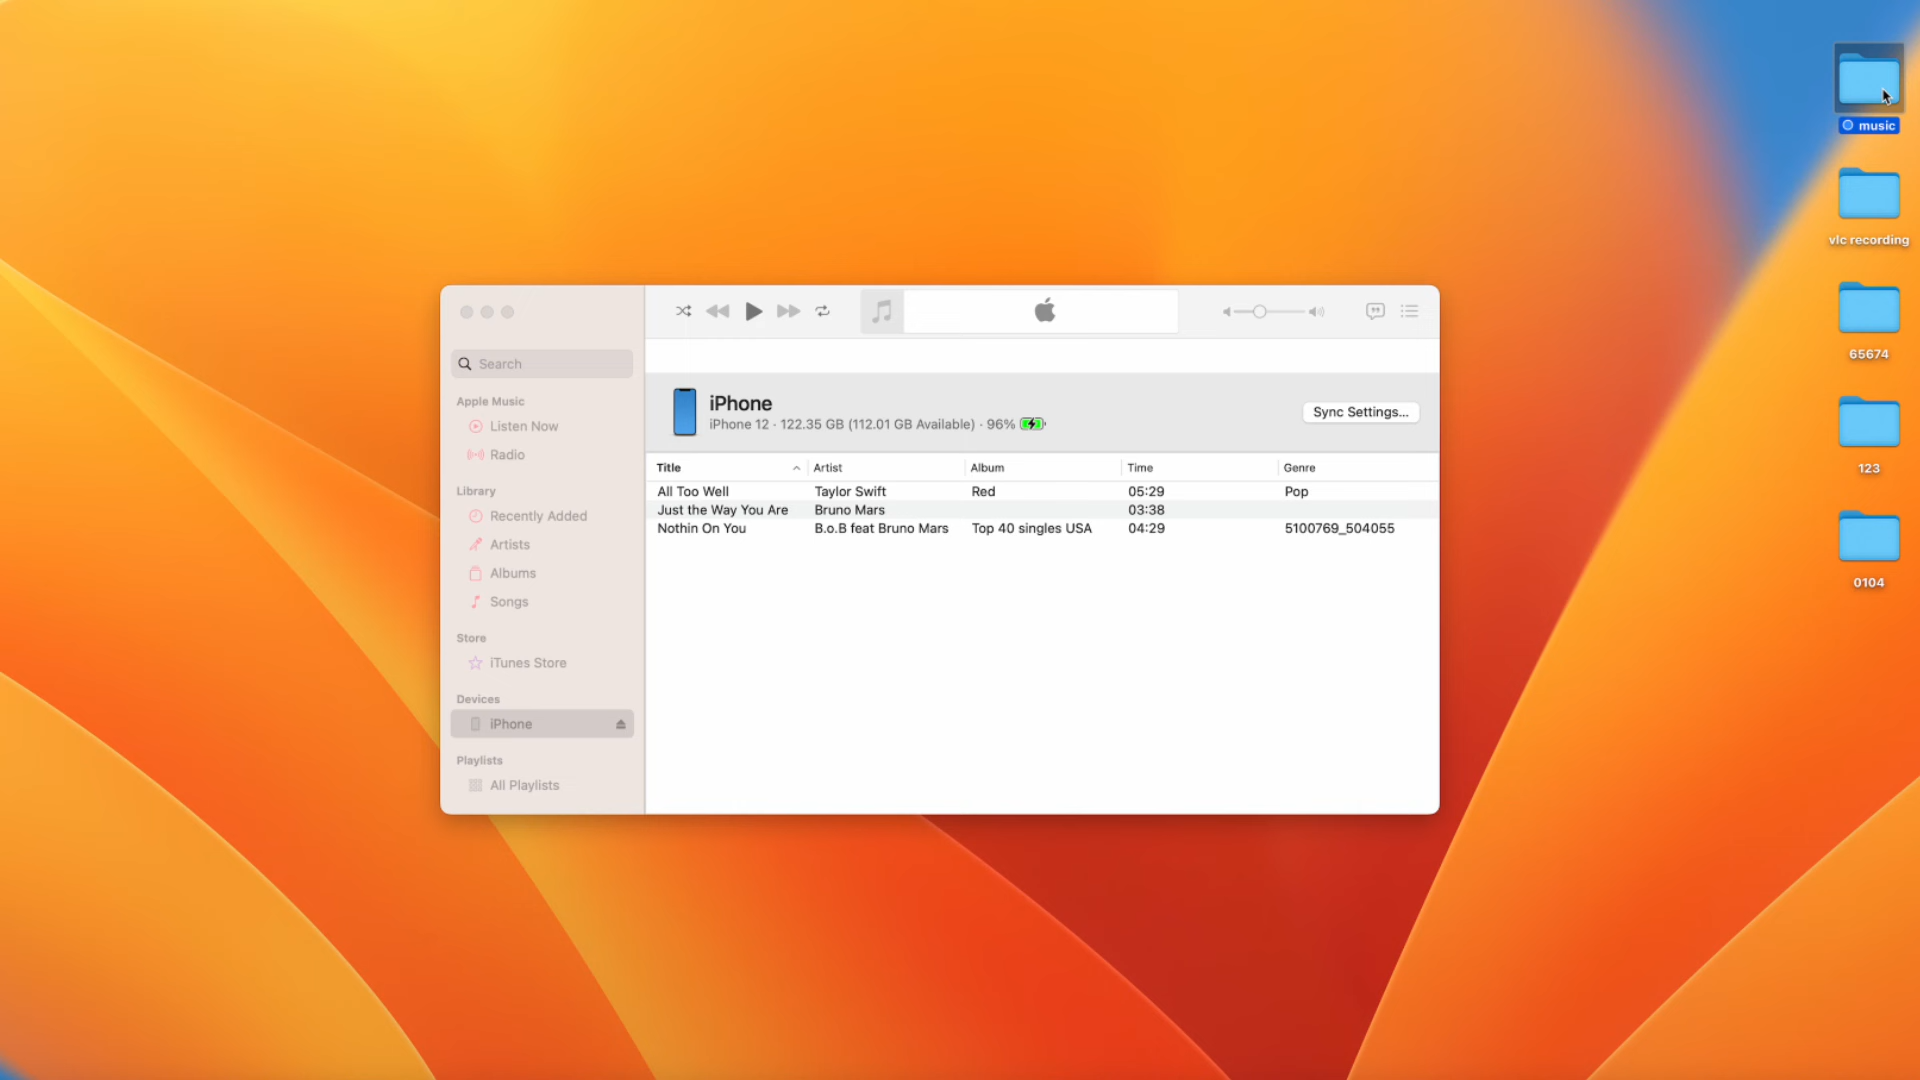 Search
Apple Music
Listen Now
Radio
Library
Recently Added
Artists
Albums
Songs
Store
iTunes Store
Devices
iPhone
Playlists
All Playlists
iPhone
iPhone 12 · 122.35 GB (112.01 GB Available) · 96%
Sync Settings...
Title Artist Album Time Genre
All Too Well Taylor Swift Red 05:29 Pop
Just the Way You Are Bruno Mars 03:38
Nothin On You B.o.B feat Bruno Mars Top 40 singles USA 04:29 5100769_504055
music
vlc recording
65674
123
0104